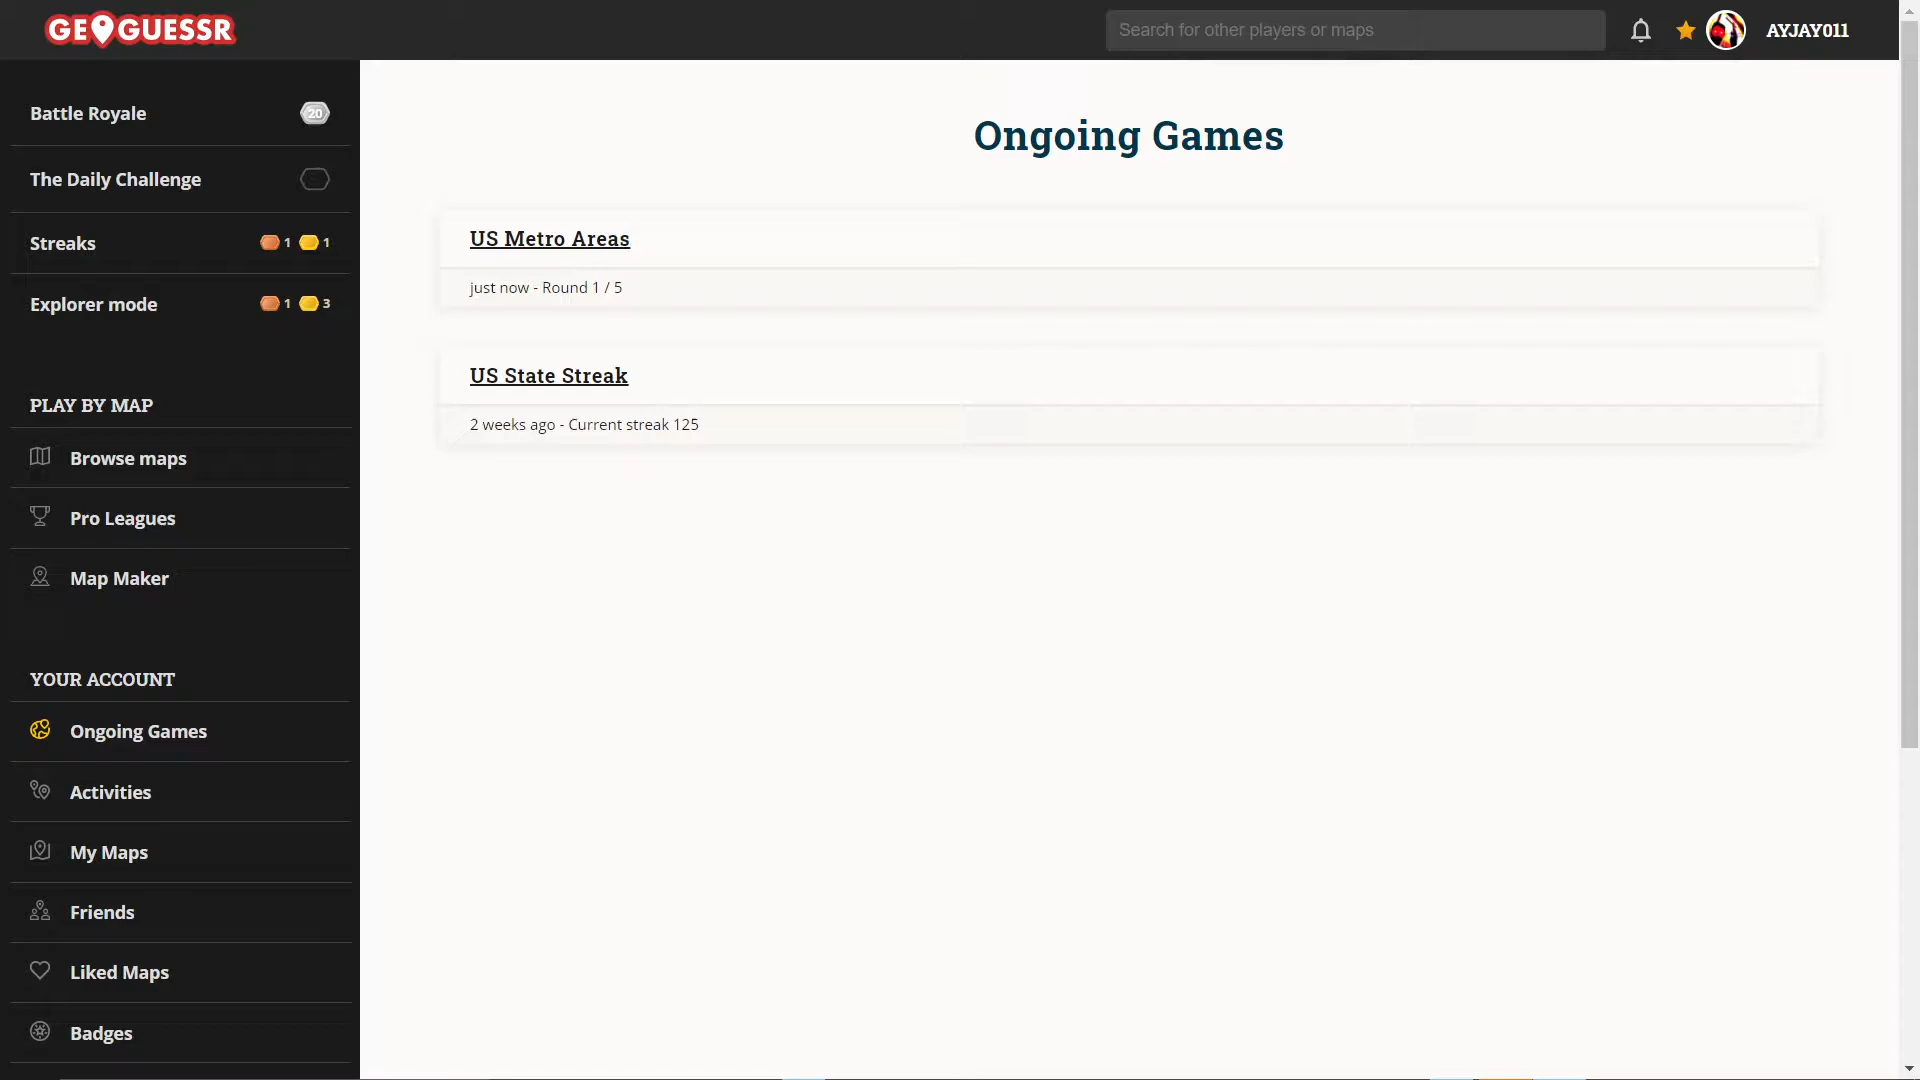 GEOGUESSR
Search for other players or maps
AYJAY011
Battle Royale 20
The Daily Challenge
Streaks 1 1
Explorer mode 1 3
PLAY BY MAP
Browse maps
Pro Leagues
Map Maker
YOUR ACCOUNT
Ongoing Games
Activities
My Maps
Friends
Liked Maps
Badges
Ongoing Games
US Metro Areas
just now - Round 1 / 5
US State Streak
2 weeks ago - Current streak 125